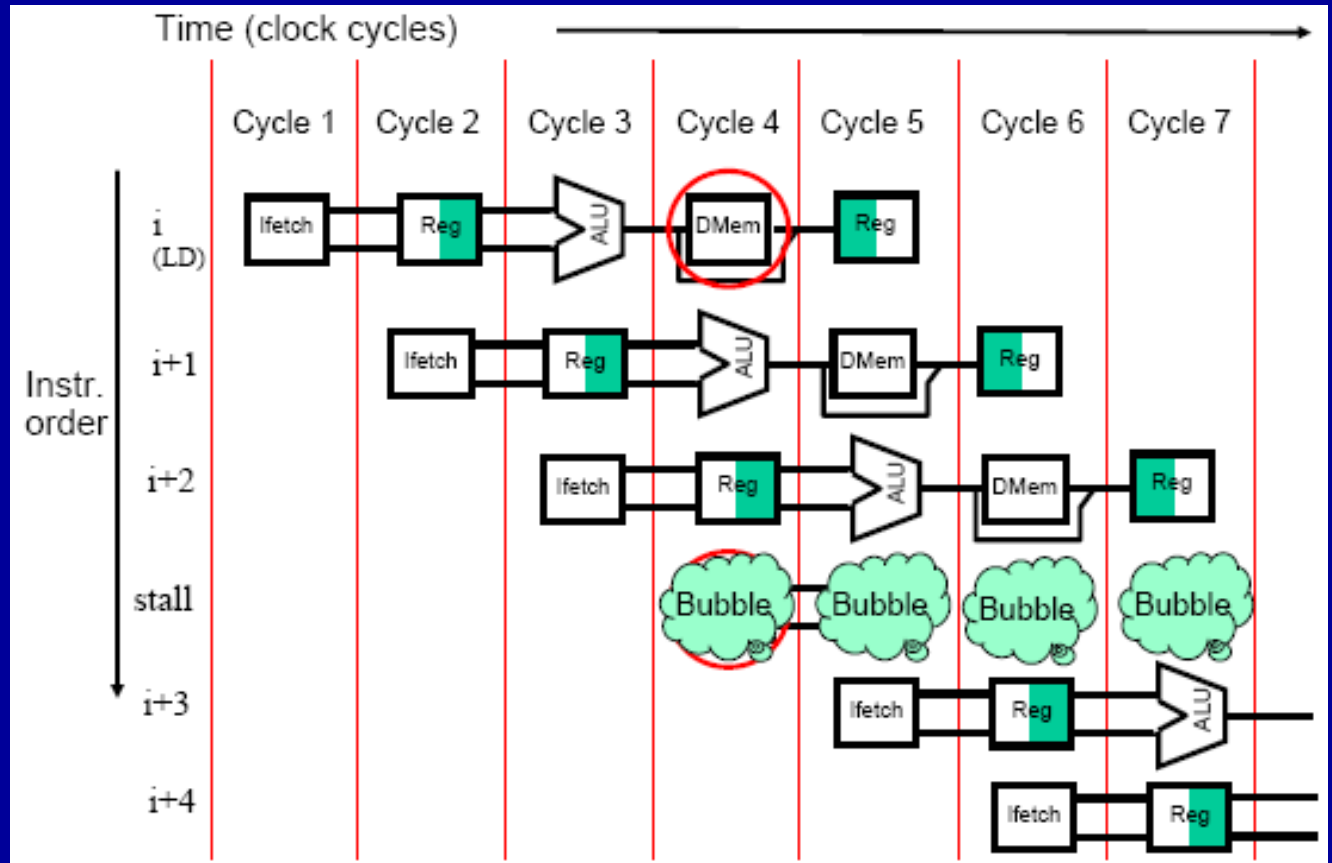 Time (clock cycles)
Cycle 1 Cycle 2 Cycle 3 Cycle 4 Cycle 5 Cycle 6 Cycle 7
Instr.
order
i
(LD)
Ifetch Reg ALU DMem Reg
i+1
Ifetch Reg ALU DMem Reg
i+2
Ifetch Reg ALU DMem Reg
stall
Bubble Bubble Bubble Bubble
i+3
Ifetch Reg ALU
i+4
Ifetch Reg